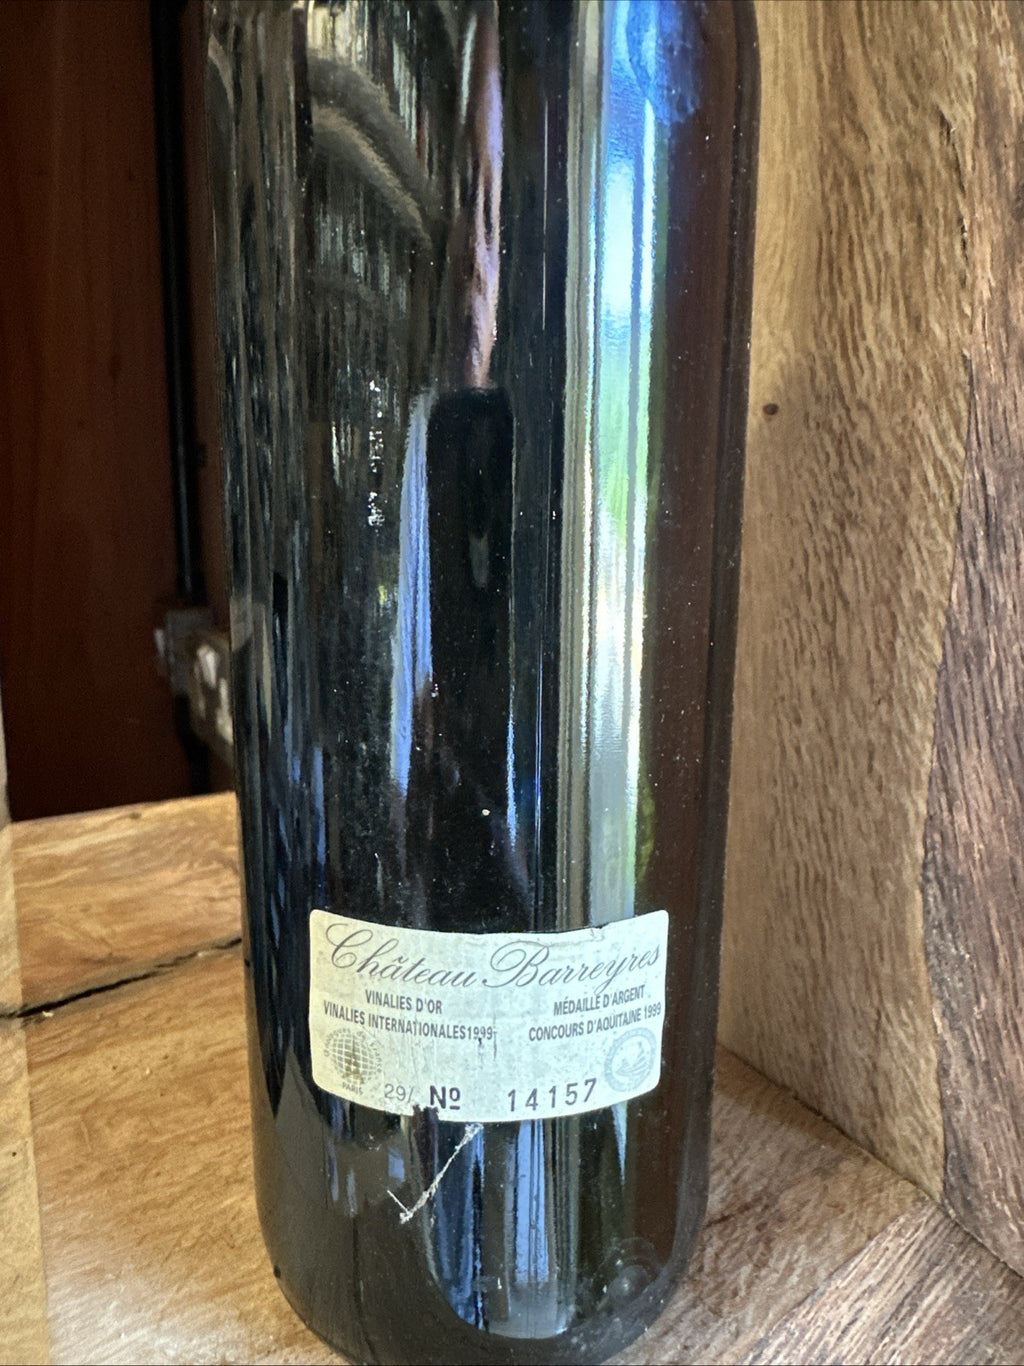 Château Barreyres
VINALIES D'OR
VINALIES INTERNATIONALES 1999
MÉDAILLE D'ARGENT
CONCOURS D'AQUITAINE 1999
PARIS
29/ Nº 14157